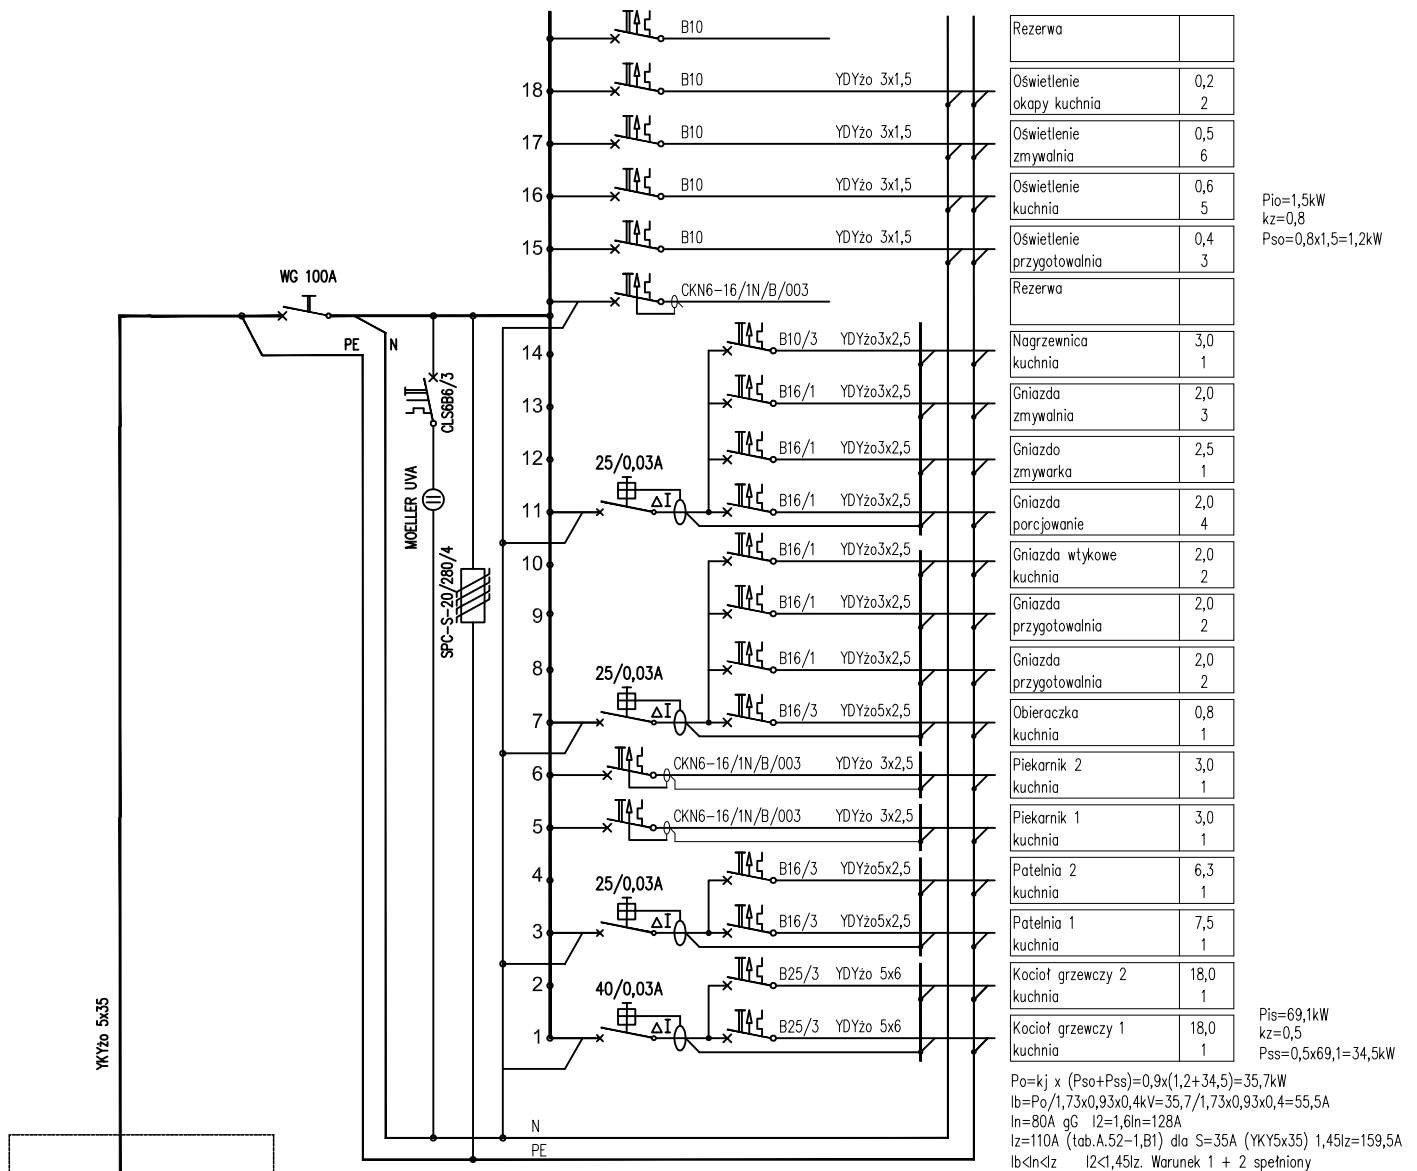 B10
Rezerwa
18
B10
YDYżo 3x1,5
Oświetlenie
okapy kuchnia
0,2
2
17
B10
YDYżo 3x1,5
Oświetlenie
zmywalnia
0,5
6
16
B10
YDYżo 3x1,5
Oświetlenie
kuchnia
0,6
5
Pio=1,5kW
kz=0,8
Pso=0,8x1,5=1,2kW
15
B10
YDYżo 3x1,5
Oświetlenie
przygotowalnia
0,4
3
WG 100A
CKN6-16/1N/B/003
Rezerwa
PE
N
14
B10/3
YDYżo3x2,5
Nagrzewnica
kuchnia
3,0
1
CLS6B6/3
13
B16/1
YDYżo3x2,5
Gniazda
zmywalnia
2,0
3
12
B16/1
YDYżo3x2,5
Gniazdo
zmywarka
2,5
1
MOELLER UVA
25/0,03A
ΔI
11
B16/1
YDYżo3x2,5
Gniazda
porcjowanie
2,0
4
10
B16/1
YDYżo3x2,5
Gniazda wtykowe
kuchnia
2,0
2
SPC-S-20/280/4
9
B16/1
YDYżo3x2,5
Gniazda
przygotowalnia
2,0
2
8
B16/1
YDYżo3x2,5
Gniazda
przygotowalnia
2,0
2
25/0,03A
ΔI
7
B16/3
YDYżo5x2,5
Obieraczka
kuchnia
0,8
1
6
CKN6-16/1N/B/003
YDYżo 3x2,5
Piekarnik 2
kuchnia
3,0
1
5
CKN6-16/1N/B/003
YDYżo 3x2,5
Piekarnik 1
kuchnia
3,0
1
4
B16/3
YDYżo5x2,5
Patelnia 2
kuchnia
6,3
1
25/0,03A
ΔI
3
B16/3
YDYżo5x2,5
Patelnia 1
kuchnia
7,5
1
2
B25/3
YDYżo 5x6
Kocioł grzewczy 2
kuchnia
18,0
1
40/0,03A
ΔI
1
B25/3
YDYżo 5x6
Kocioł grzewczy 1
kuchnia
18,0
1
Pis=69,1kW
kz=0,5
Pss=0,5x69,1=34,5kW
YKYżo 5x35
N
PE
Po=kj x (Pso+Pss)=0,9x(1,2+34,5)=35,7kW
Ib=Po/1,73x0,93x0,4kV=35,7/1,73x0,93x0,4=55,5A
In=80A gG I2=1,6In=128A
Iz=110A (tab.A.52-1,B1) dla S=35A (YKY5x35) 1,45Iz=159,5A
Ib<In<Iz I2<1,45Iz. Warunek 1 + 2 spełniony